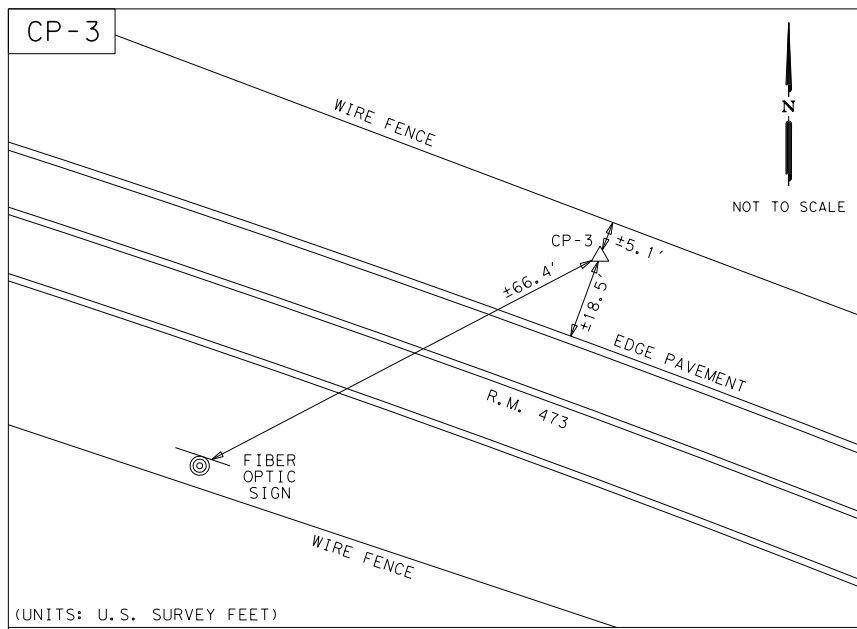 CP-3
WIRE FENCE
N
NOT TO SCALE
CP-3
±5.1'
±66.4'
±18.5'
EDGE PAVEMENT
R.M. 473
FIBER
OPTIC
SIGN
WIRE FENCE
(UNITS: U.S. SURVEY FEET)